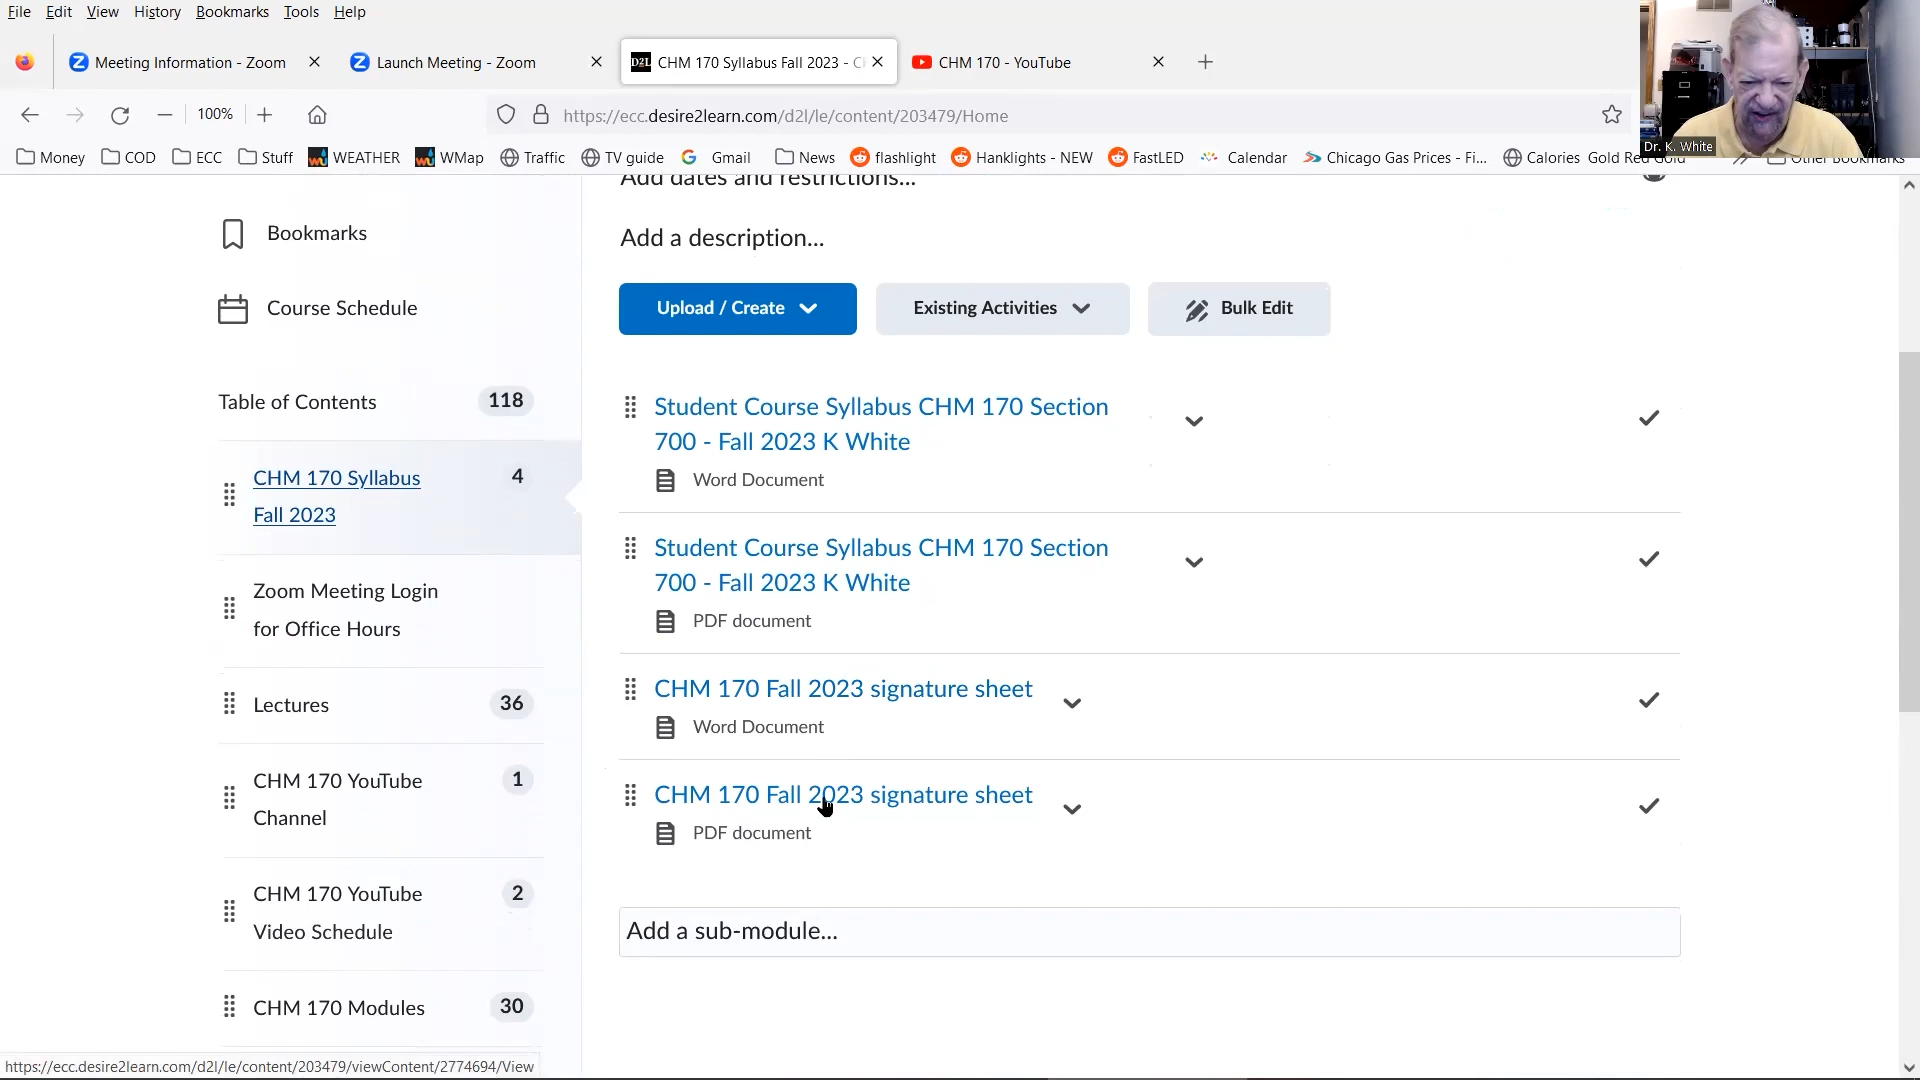 File Edit View History Bookmarks Tools Help
Meeting Information - Zoom
Launch Meeting - Zoom
D2L CHM 170 Syllabus Fall 2023 - C
CHM 170 - YouTube
100%
https://ecc.desire2learn.com/d2l/le/content/203479/Home
Dr. K. White
Money COD ECC Stuff WEATHER WMap Traffic TV guide Gmail News flashlight Hanklights - NEW FastLED Calendar Chicago Gas Prices - Fi... Calories Gold Red Gold Other Bookmarks
Add dates and restrictions...
Bookmarks
Add a description...
Course Schedule
Upload / Create
Existing Activities
Bulk Edit
Table of Contents 118
CHM 170 Syllabus 4
Fall 2023
Zoom Meeting Login
for Office Hours
Lectures 36
CHM 170 YouTube 1
Channel
CHM 170 YouTube 2
Video Schedule
CHM 170 Modules 30
Student Course Syllabus CHM 170 Section
700 - Fall 2023 K White
Word Document
Student Course Syllabus CHM 170 Section
700 - Fall 2023 K White
PDF document
CHM 170 Fall 2023 signature sheet
Word Document
CHM 170 Fall 2023 signature sheet
PDF document
Add a sub-module...
https://ecc.desire2learn.com/d2l/le/content/203479/viewContent/2774694/View